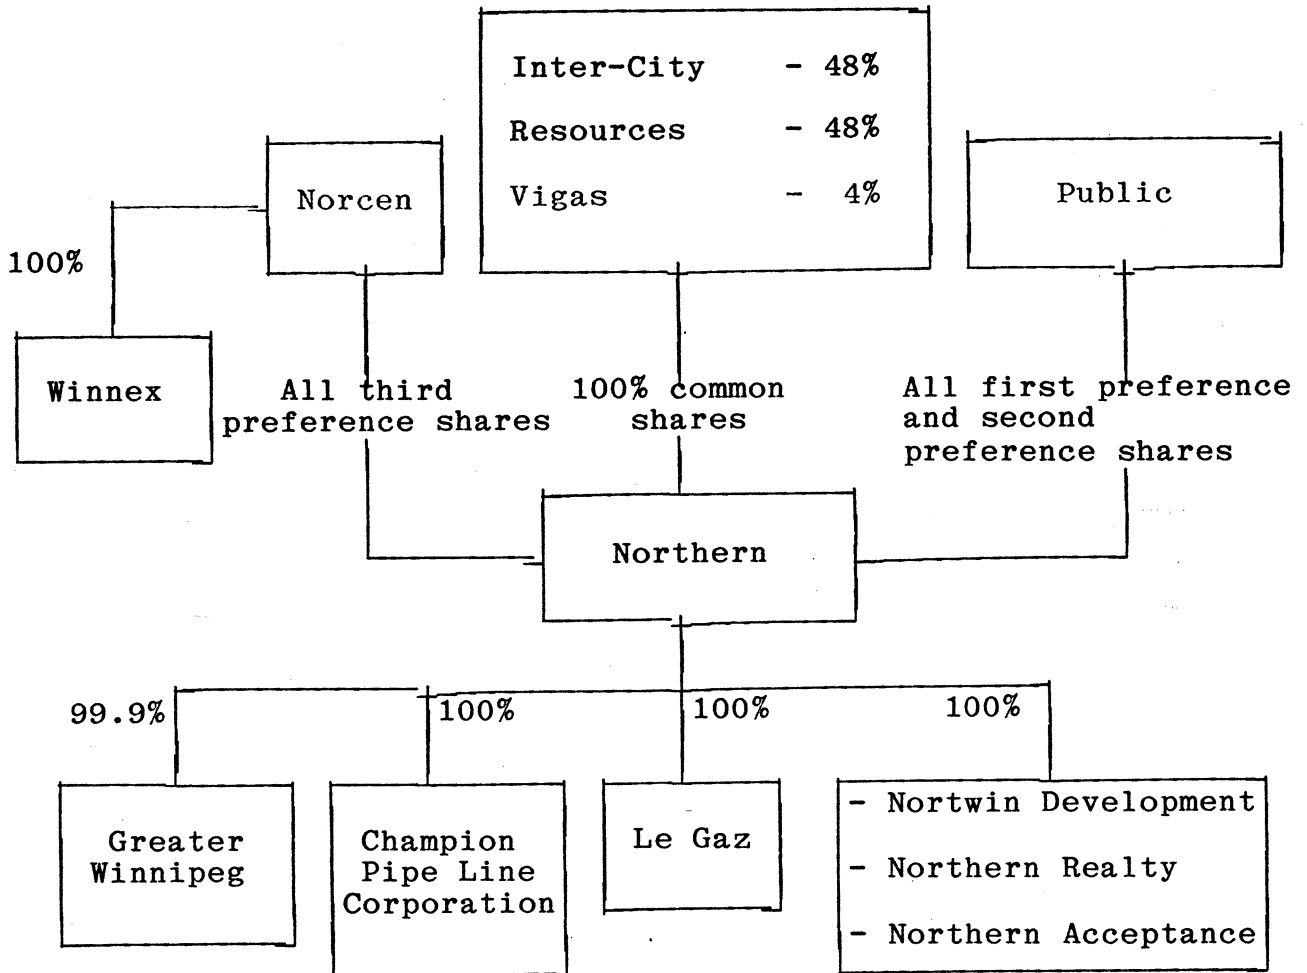 Inter-City - 48%
Resources - 48%
Vigas - 4%
Norcen
Public
100%
Winnex
All third
preference shares
100% common
shares
All first preference
and second
preference shares
Northern
99.9%
100%
100%
100%
Greater
Winnipeg
Champion
Pipe Line
Corporation
Le Gaz
- Nortwin Development
- Northern Realty
- Northern Acceptance